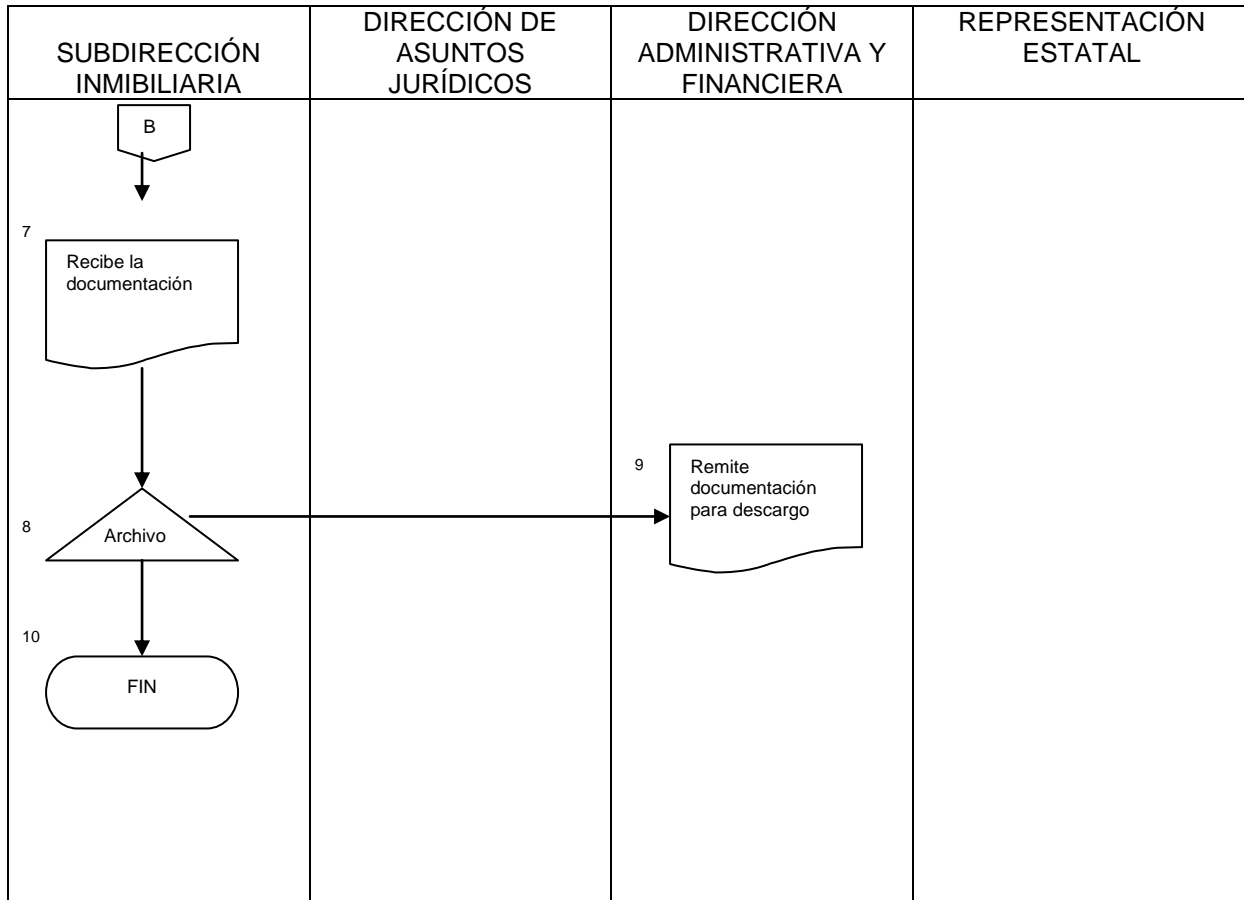 SUBDIRECCIÓN
INMIBILIARIA
DIRECCIÓN DE
ASUNTOS
JURÍDICOS
DIRECCIÓN
ADMINISTRATIVA Y
FINANCIERA
REPRESENTACIÓN
ESTATAL
B
7
Recibe la
documentación
8
Archivo
9
Remite
documentación
para descargo
10
FIN